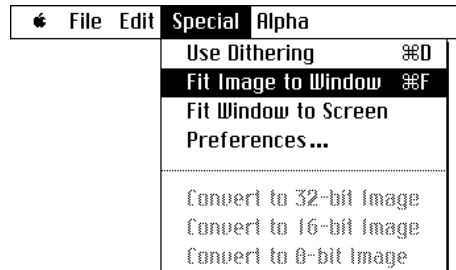 File Edit Special Alpha
Use Dithering ⌘D
Fit Image to Window ⌘F
Fit Window to Screen
Preferences...
Convert to 32-bit Image
Convert to 16-bit Image
Convert to 8-bit Image